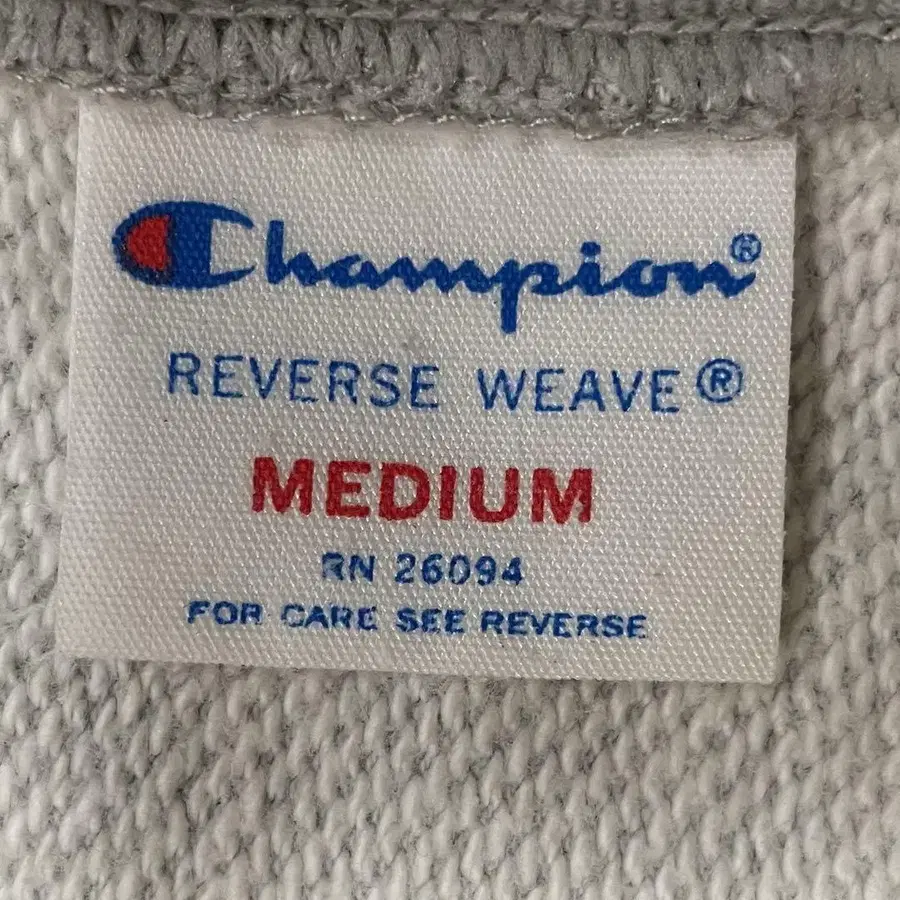 Champion®
REVERSE WEAVE®
MEDIUM
RN 26094
FOR CARE SEE REVERSE